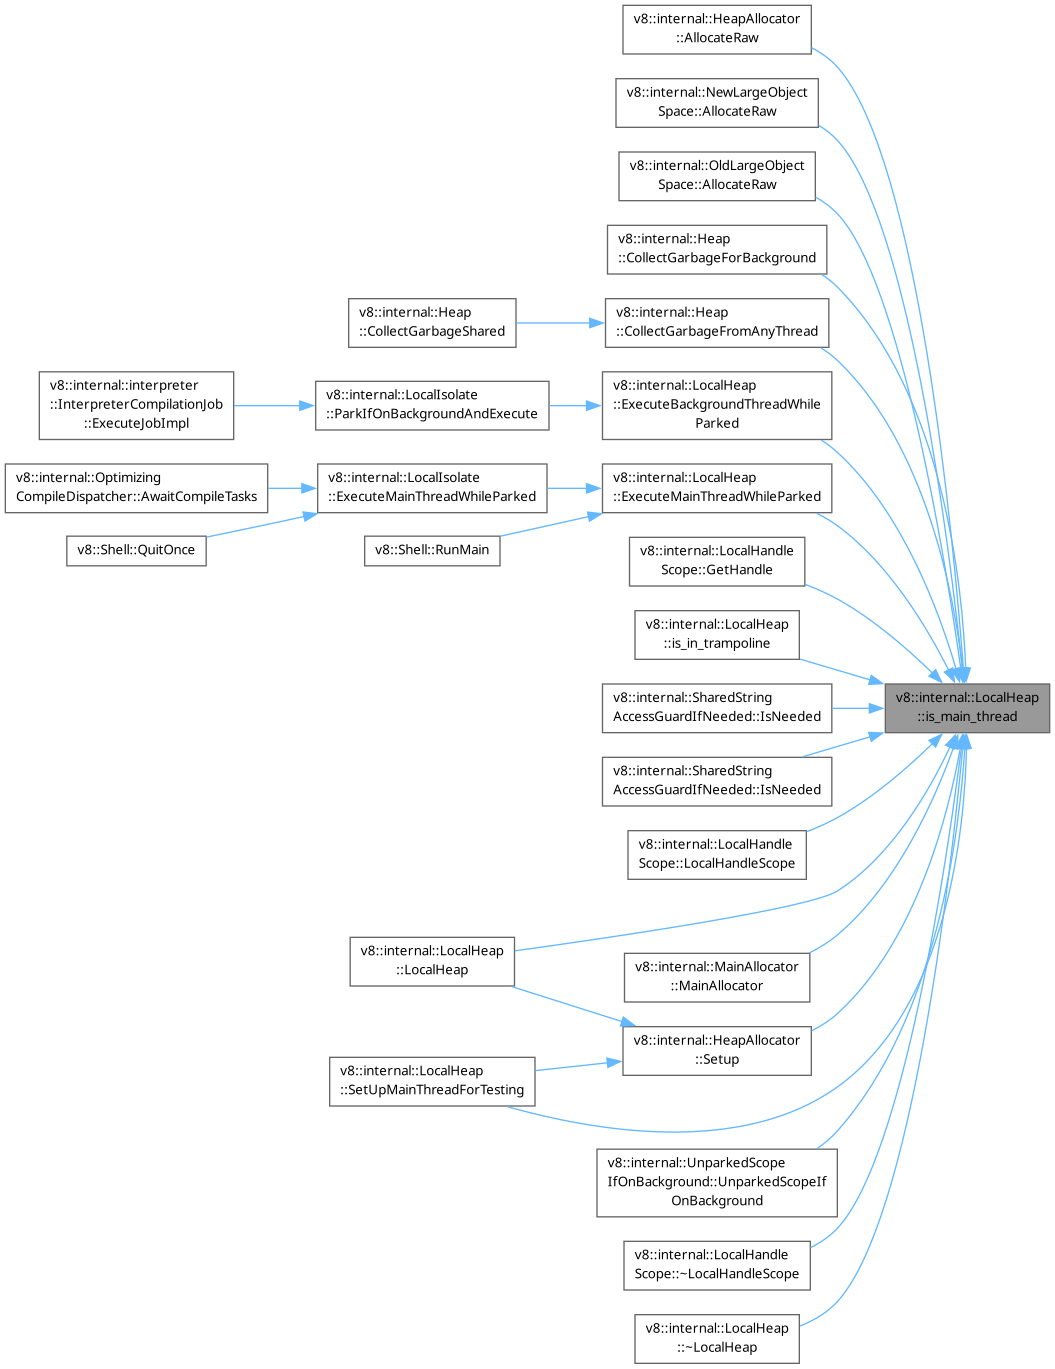 v8::internal::HeapAllocator
::AllocateRaw
v8::internal::NewLargeObject
Space::AllocateRaw
v8::internal::OldLargeObject
Space::AllocateRaw
v8::internal::Heap
::CollectGarbageForBackground
v8::internal::Heap
::CollectGarbageShared
v8::internal::Heap
::CollectGarbageFromAnyThread
v8::internal::interpreter
::InterpreterCompilationJob
::ExecuteJobImpl
v8::internal::LocalIsolate
::ParkIfOnBackgroundAndExecute
v8::internal::LocalHeap
::ExecuteBackgroundThreadWhile
Parked
v8::internal::Optimizing
CompileDispatcher::AwaitCompileTasks
v8::internal::LocalIsolate
::ExecuteMainThreadWhileParked
v8::internal::LocalHeap
::ExecuteMainThreadWhileParked
v8::Shell::QuitOnce
v8::Shell::RunMain
v8::internal::LocalHandle
Scope::GetHandle
v8::internal::LocalHeap
::is_in_trampoline
v8::internal::SharedString
AccessGuardIfNeeded::IsNeeded
v8::internal::LocalHeap
::is_main_thread
v8::internal::SharedString
AccessGuardIfNeeded::IsNeeded
v8::internal::LocalHandle
Scope::LocalHandleScope
v8::internal::LocalHeap
::LocalHeap
v8::internal::MainAllocator
::MainAllocator
v8::internal::HeapAllocator
::Setup
v8::internal::LocalHeap
::SetUpMainThreadForTesting
v8::internal::UnparkedScope
IfOnBackground::UnparkedScopeIf
OnBackground
v8::internal::LocalHandle
Scope::~LocalHandleScope
v8::internal::LocalHeap
::~LocalHeap